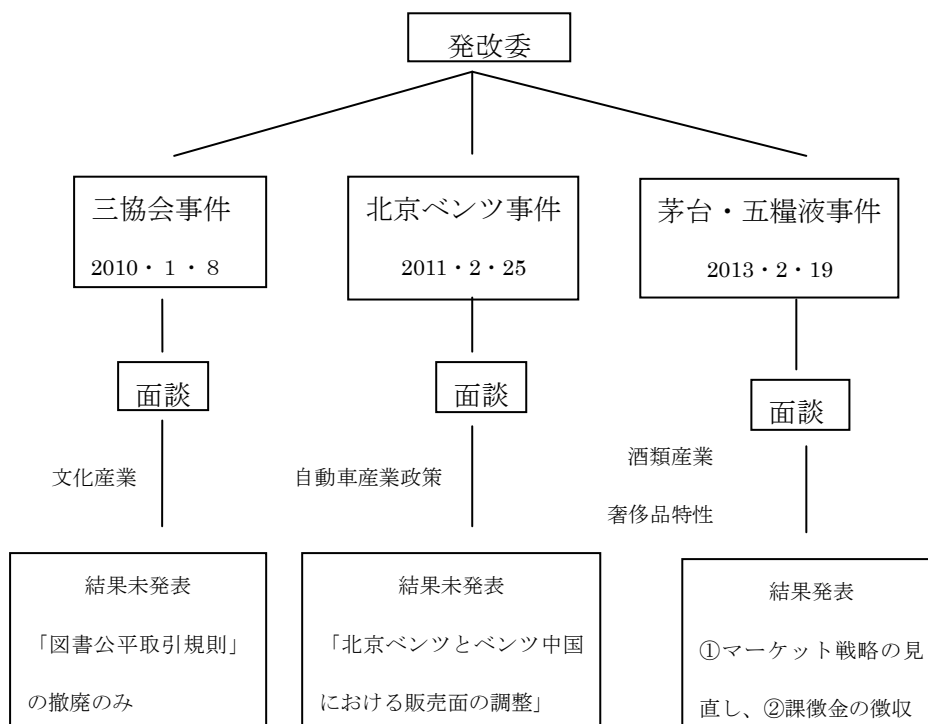 発改委
三協会事件
2010・1・8
北京ベンツ事件
2011・2・25
茅台・五糧液事件
2013・2・19
面談
面談
面談
文化産業
自動車産業政策
酒類産業
奢侈品特性
結果未発表
「図書公平取引規則」
の撤廃のみ
結果未発表
「北京ベンツとベンツ中国
における販売面の調整」
結果発表
①マーケット戦略の見
直し、②課徴金の徴収